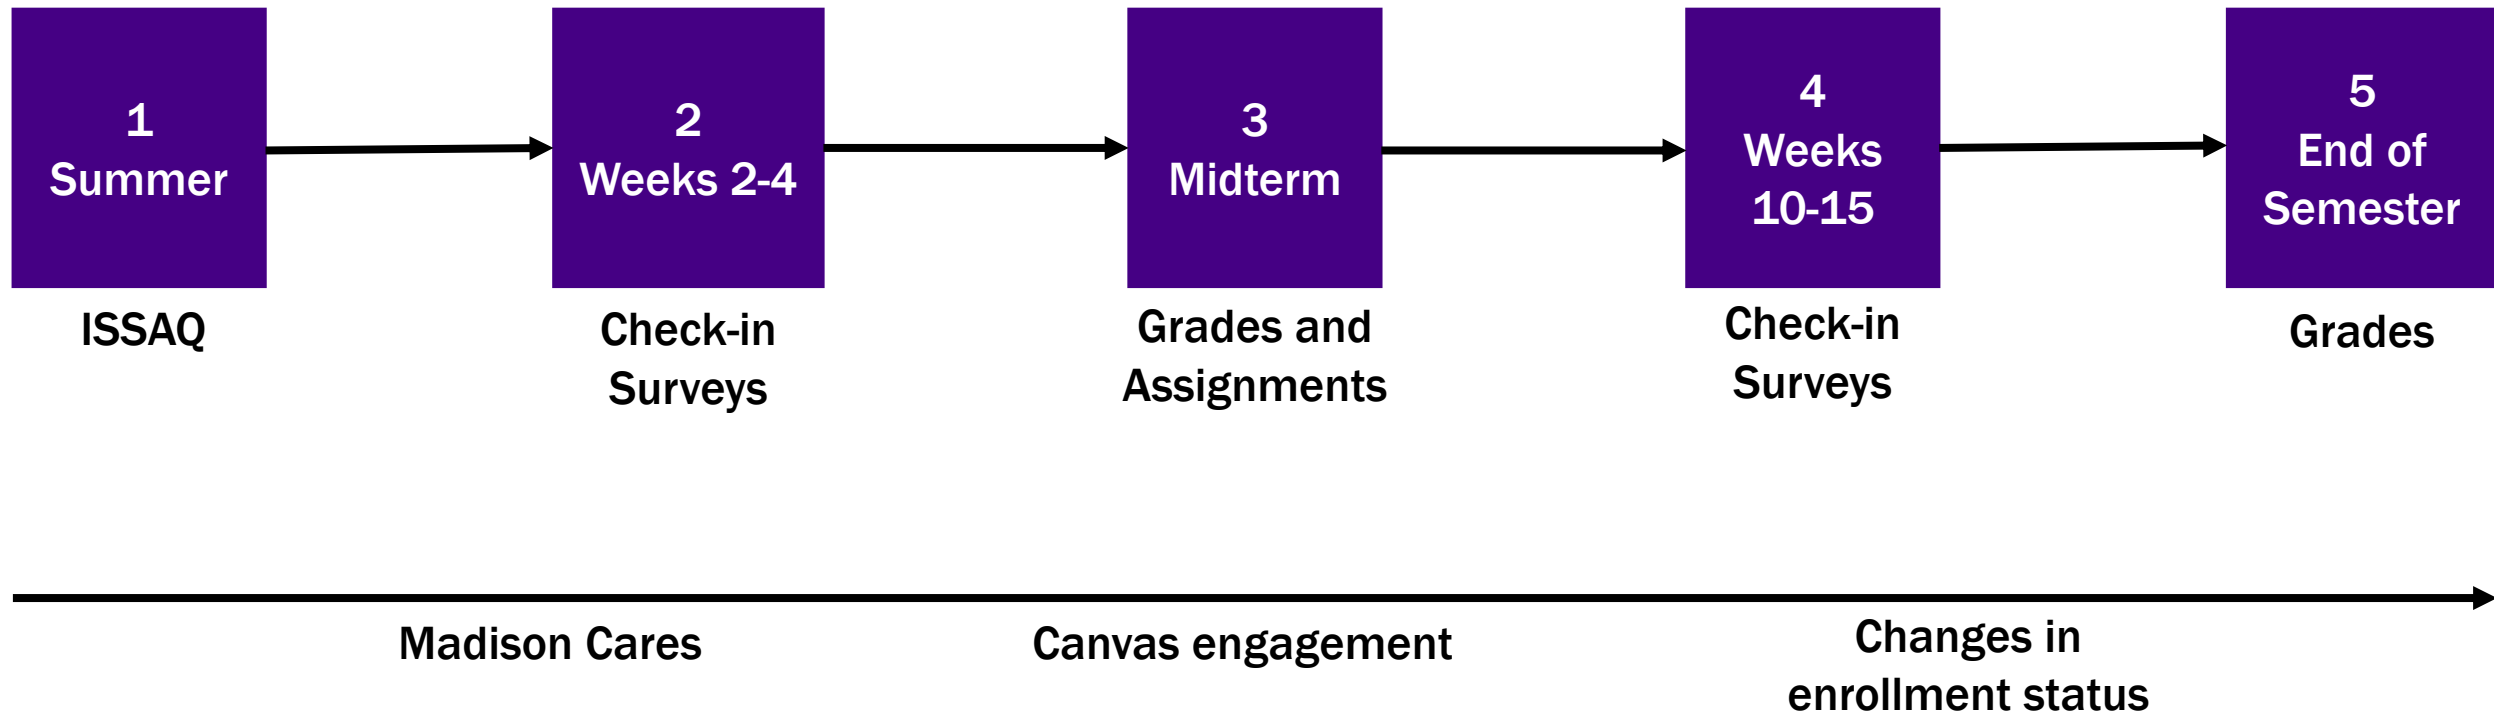 1
Summer
2
Weeks 2-4
3
Midterm
4
Weeks
10-15
5
End of
Semester
ISSAQ
Check-in
Surveys
Grades and
Assignments
Check-in
Surveys
Grades
Madison Cares
Canvas engagement
Changes in
enrollment status